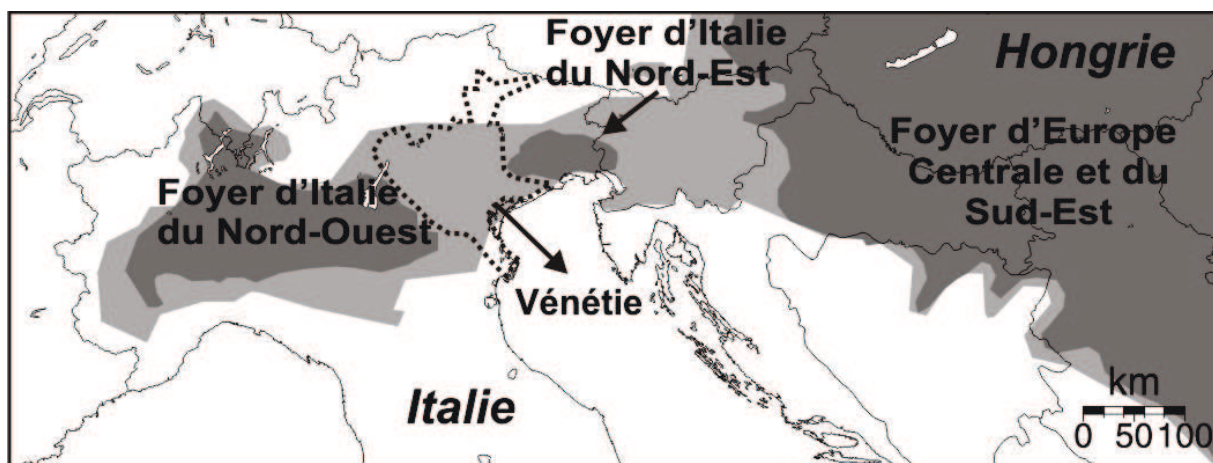 Foyer d'Italie
du Nord-Est
Hongrie
Foyer d'Europe
Centrale et du
Sud-Est
Foyer d'Italie
du Nord-Ouest
Vénétie
Italie
km
0 50 100